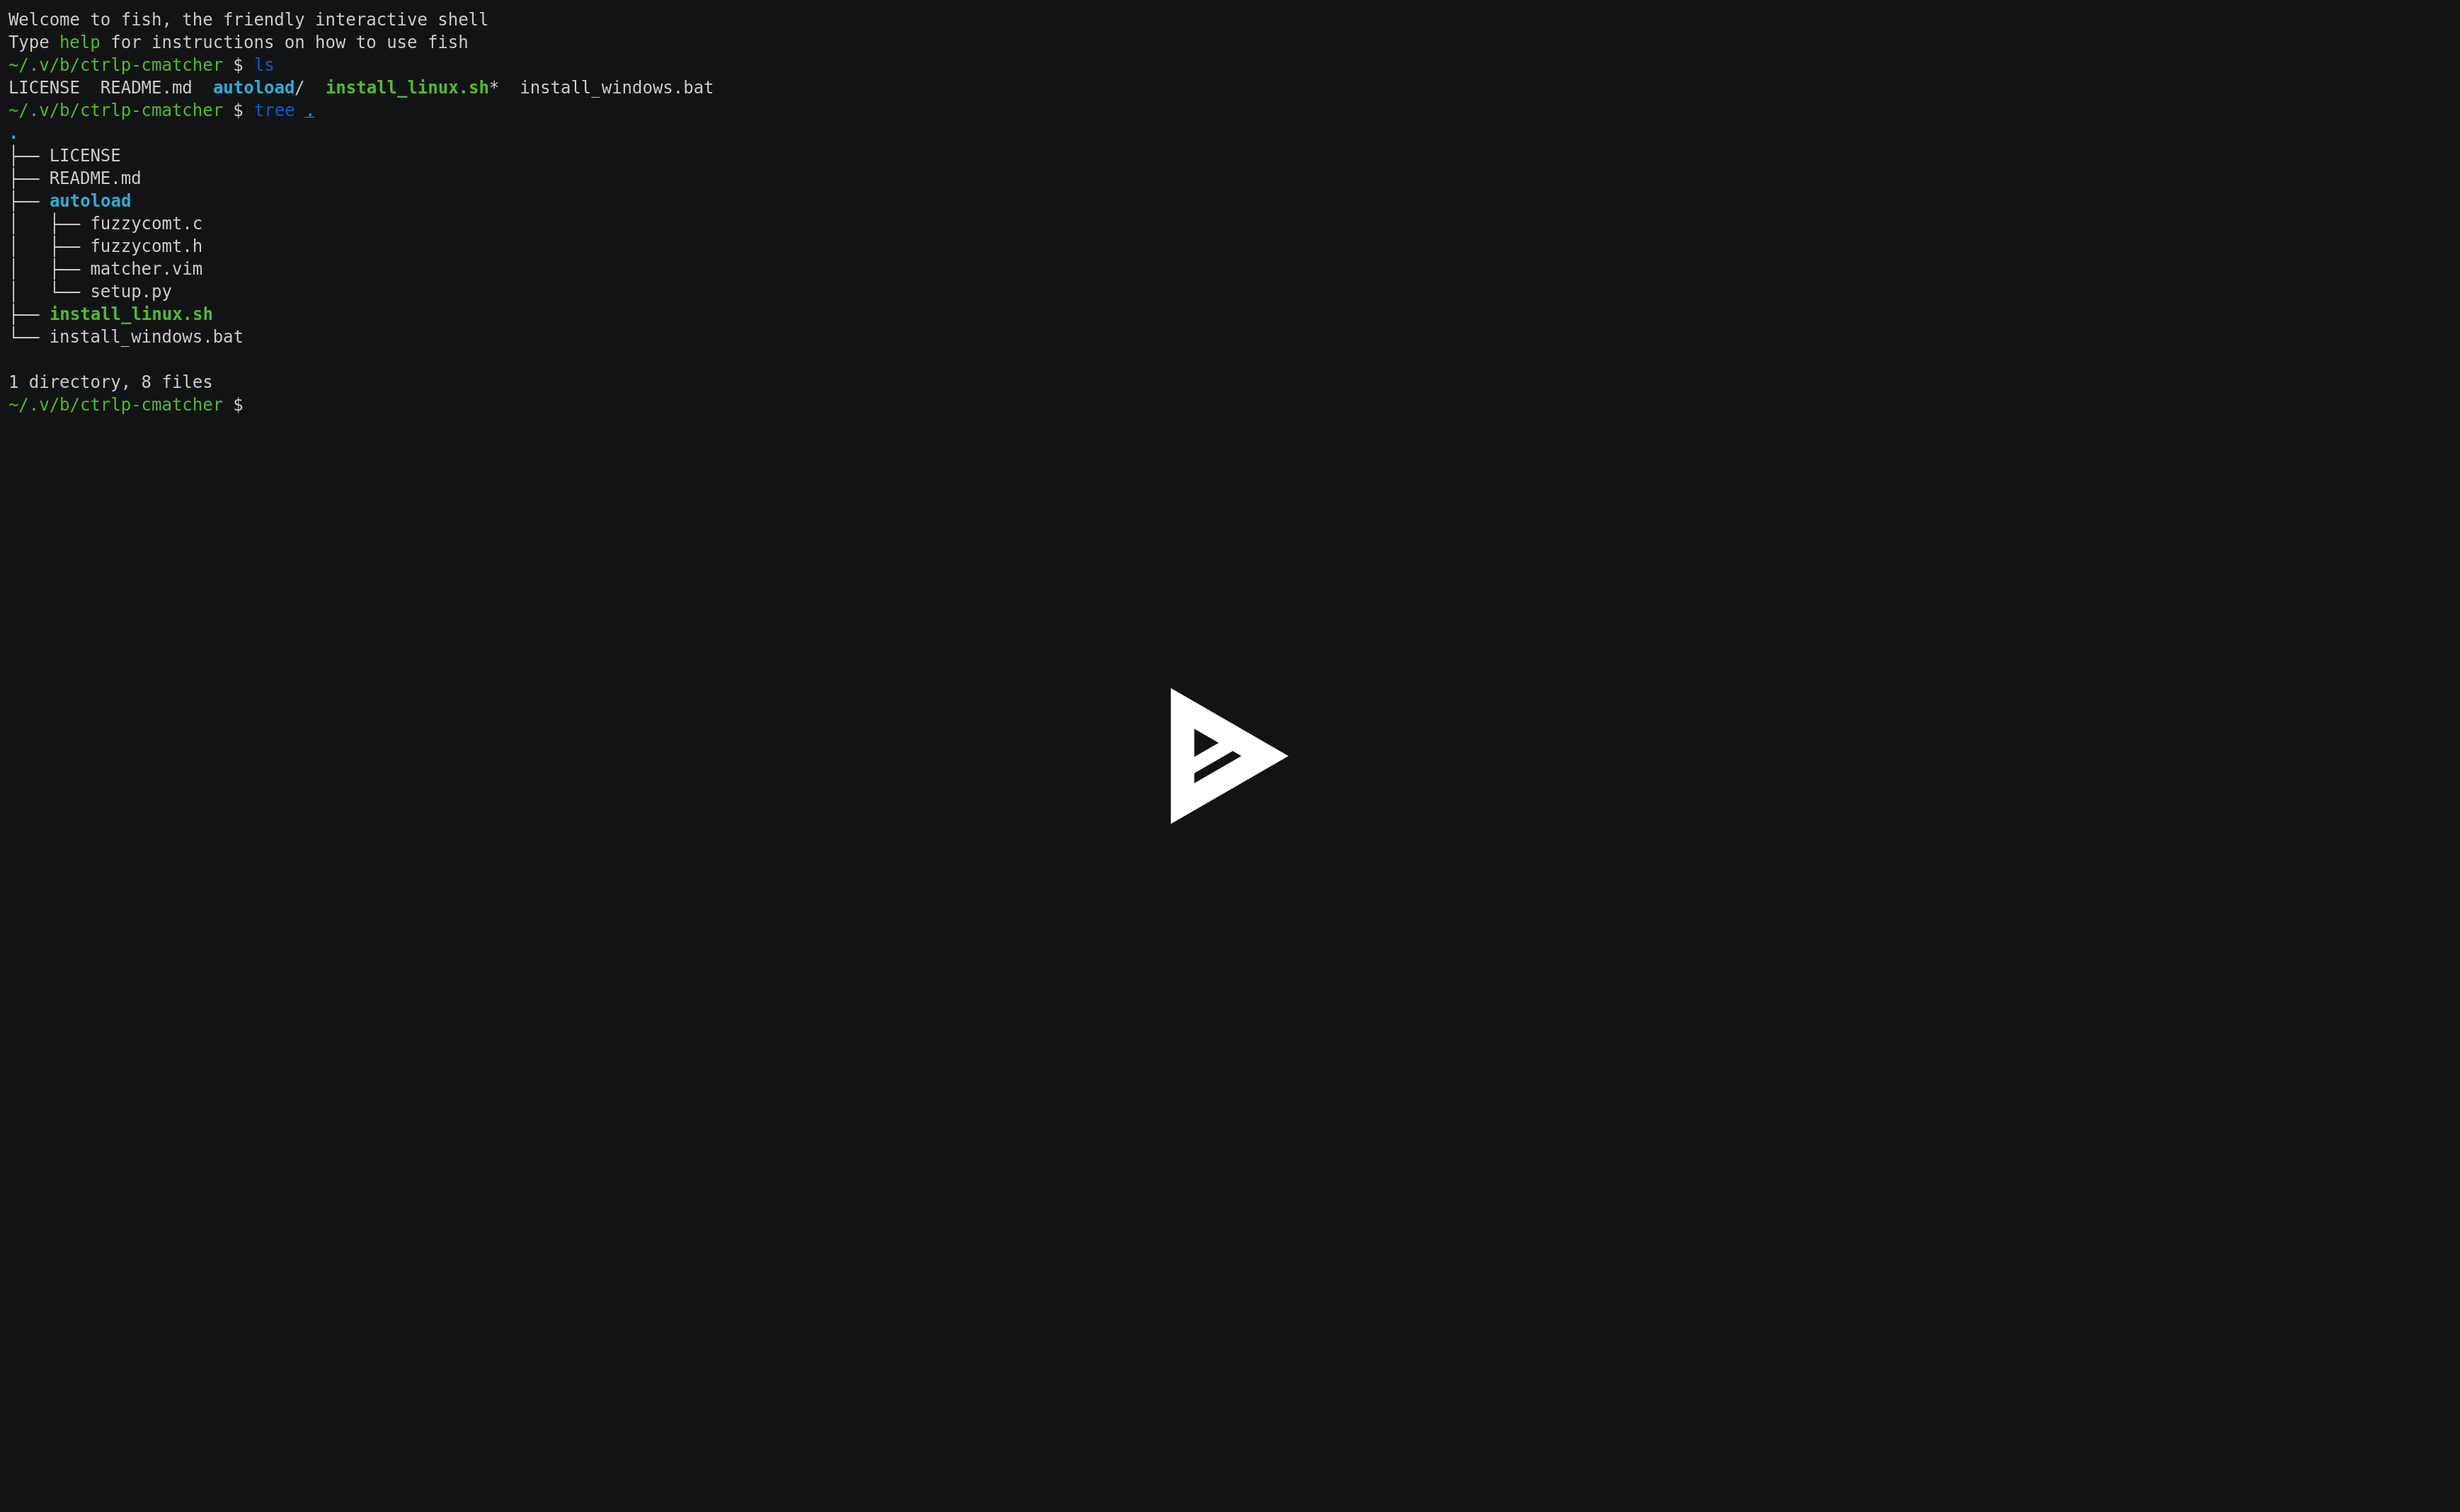 Welcome to fish, the friendly interactive shell
Type help for instructions on how to use fish
~/.v/b/ctrlp-cmatcher $ ls
LICENSE  README.md  autoload/  install_linux.sh*  install_windows.bat
~/.v/b/ctrlp-cmatcher $ tree .
.
├── LICENSE
├── README.md
├── autoload
│   ├── fuzzycomt.c
│   ├── fuzzycomt.h
│   ├── matcher.vim
│   └── setup.py
├── install_linux.sh
└── install_windows.bat

1 directory, 8 files
~/.v/b/ctrlp-cmatcher $